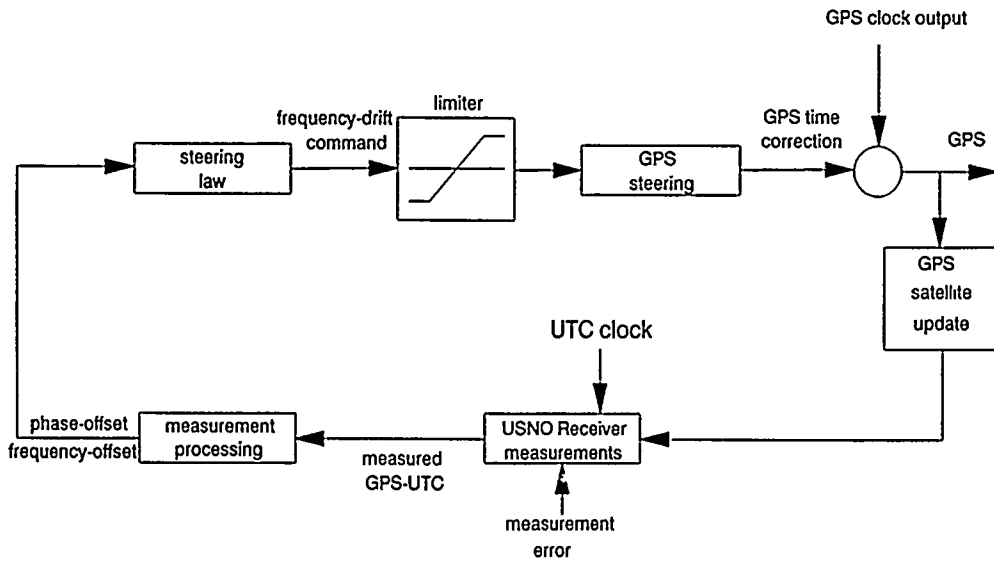 GPS clock output
limiter
frequency-drift
command
GPS time
correction
GPS
steering
law
GPS
steering
GPS
satellite
update
UTC clock
phase-offset
frequency-offset
measurement
processing
measured
GPS-UTC
USNO Receiver
measurements
measurement
error